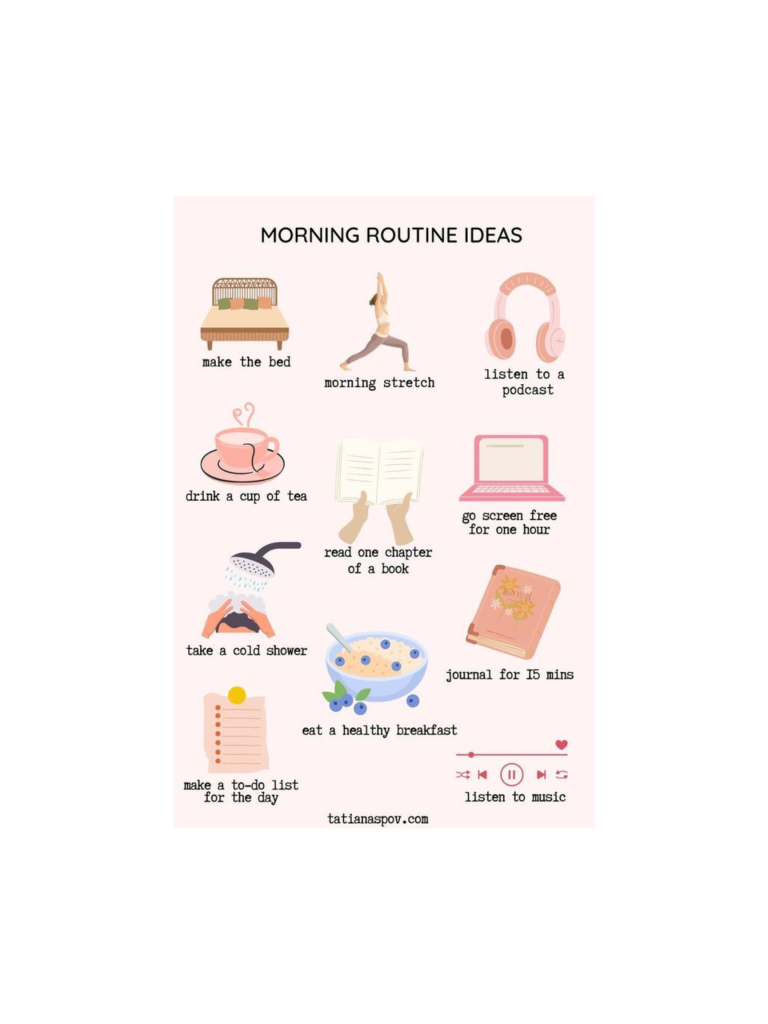 MORNING ROUTINE IDEAS
make the bed
morning stretch
listen to a
podcast
drink a cup of tea
read one chapter
of a book
go screen free
for one hour
take a cold shower
eat a healthy breakfast
journal for 15 mins
make a to-do list
for the day
listen to music
tatianaspov.com